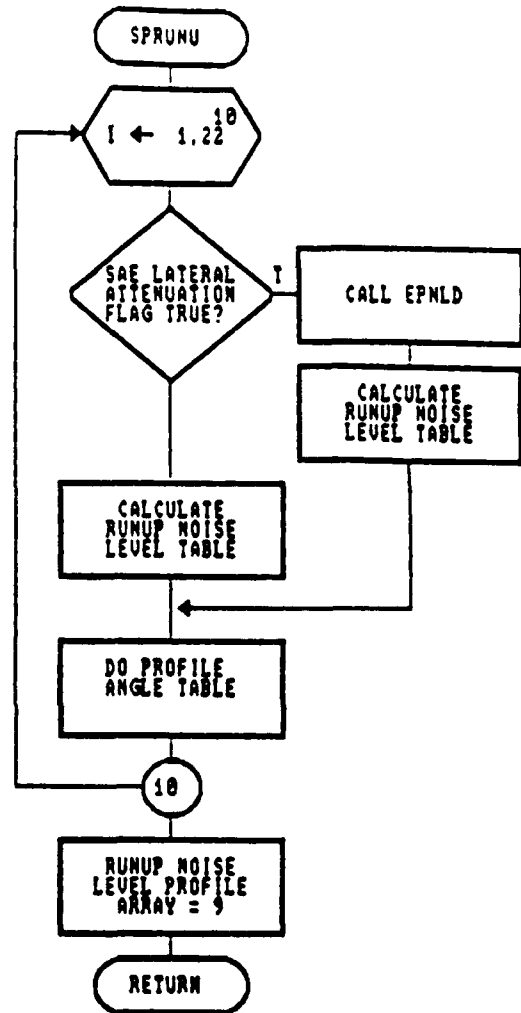 SPRUNU
10
I ← 1,22
SAE LATERAL
ATTENUATION
FLAG TRUE?
T
CALL EPNLD
CALCULATE
RUNUP NOISE
LEVEL TABLE
CALCULATE
RUNUP NOISE
LEVEL TABLE
DO PROFILE
ANGLE TABLE
10
RUNUP NOISE
LEVEL PROFILE
ARRAY = 9
RETURN